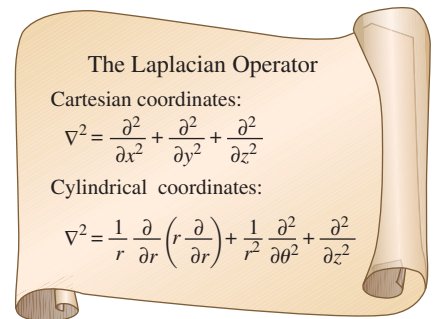 The Laplacian Operator
Cartesian coordinates:
∇² = ∂²/∂x² + ∂²/∂y² + ∂²/∂z²
Cylindrical coordinates:
∇² = 1/r ∂/∂r (r ∂/∂r) + 1/r² ∂²/∂θ² + ∂²/∂z²